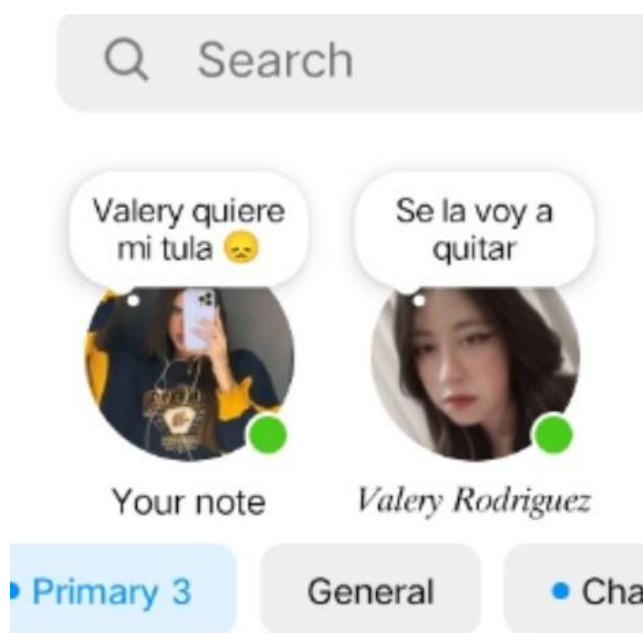 Search
Valery quiere
mi tula 😞
Se la voy a
quitar
Your note
Valery Rodriguez
Primary 3
General
Cha